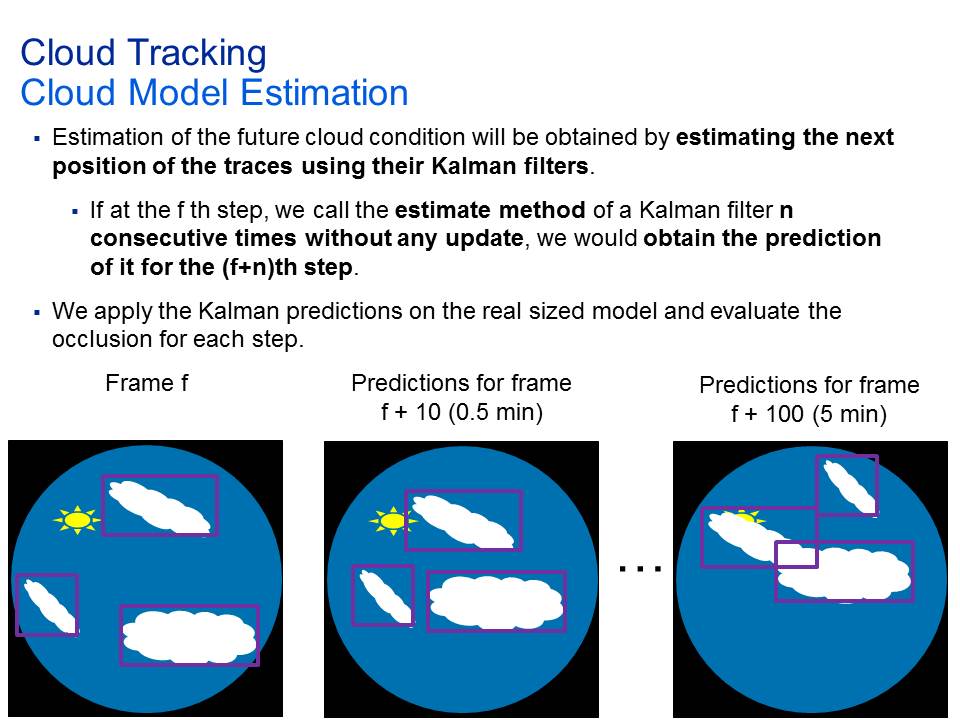 Cloud Tracking
Cloud Model Estimation
▪ Estimation of the future cloud condition will be obtained by estimating the next
position of the traces using their Kalman filters.
▪ If at the f th step, we call the estimate method of a Kalman filter n
consecutive times without any update, we would obtain the prediction
of it for the (f+n)th step.
▪ We apply the Kalman predictions on the real sized model and evaluate the
occlusion for each step.
Frame f
Predictions for frame
f + 10 (0.5 min)
Predictions for frame
f + 100 (5 min)
...